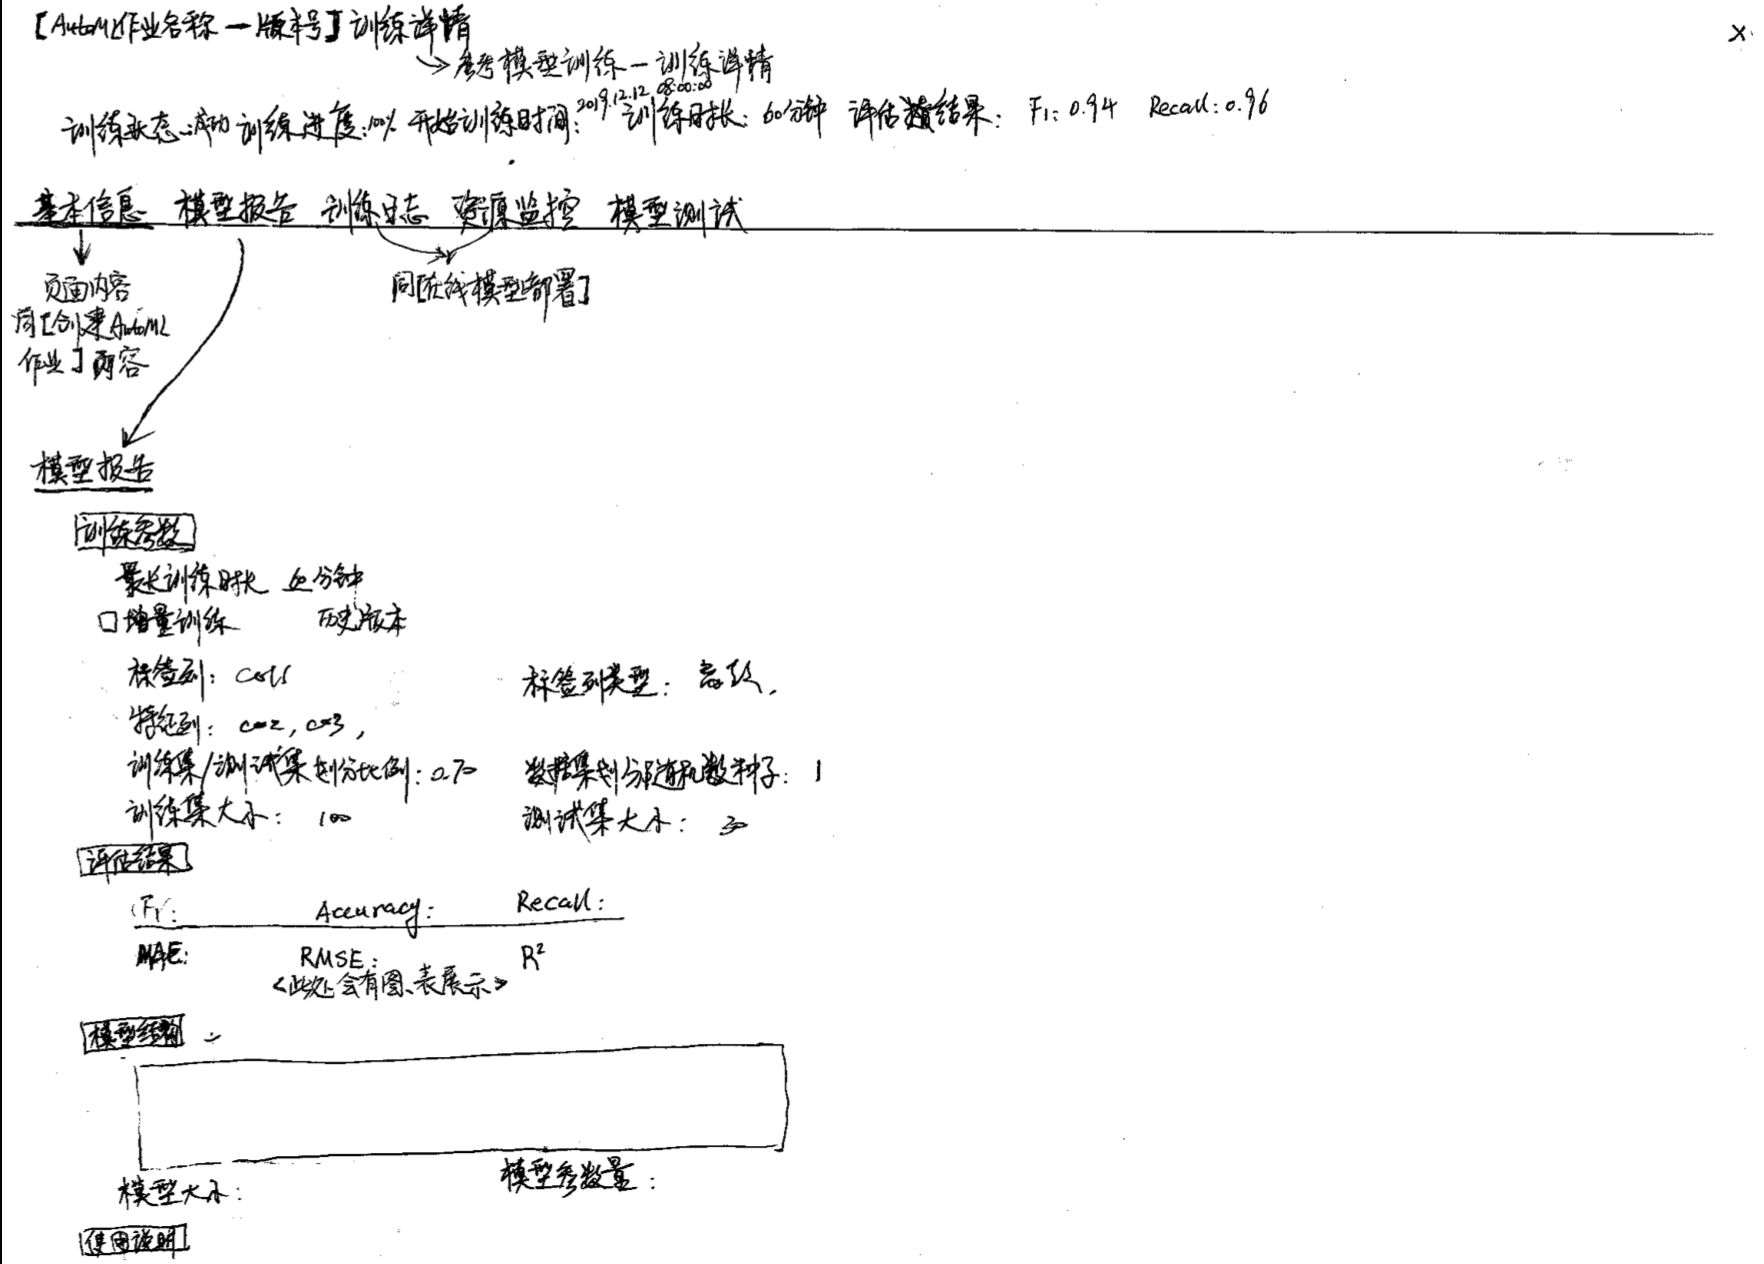 [AutoML作业名称一版本号]训练详情
X
参考模型训练一训练详情
训练状态:成功 训练进度:100% 开始训练时间:2019.12.12 08:00:00 训练时长:60分钟 评估结果: F1:0.94 Recall:0.96
基本信息 模型报告 训练日志 资源监控 模型测试
页面内容
同[创建AutoML
作业]内容
同[在线模型部署]
模型报告
训练参数
最长训练时长 60分钟
增量训练 历史版本
标签列: 标签列类型:
特征列:
训练集/测试集划分比例:0.70 数据集划分随机数种子: 1
训练集大小: 100 测试集大小: 30
评估结果
F1: Accuracy: Recall:
MAE: RMSE: R²
<此处会有图、表展示>
模型结构
模型大小: 模型参数量:
使用说明